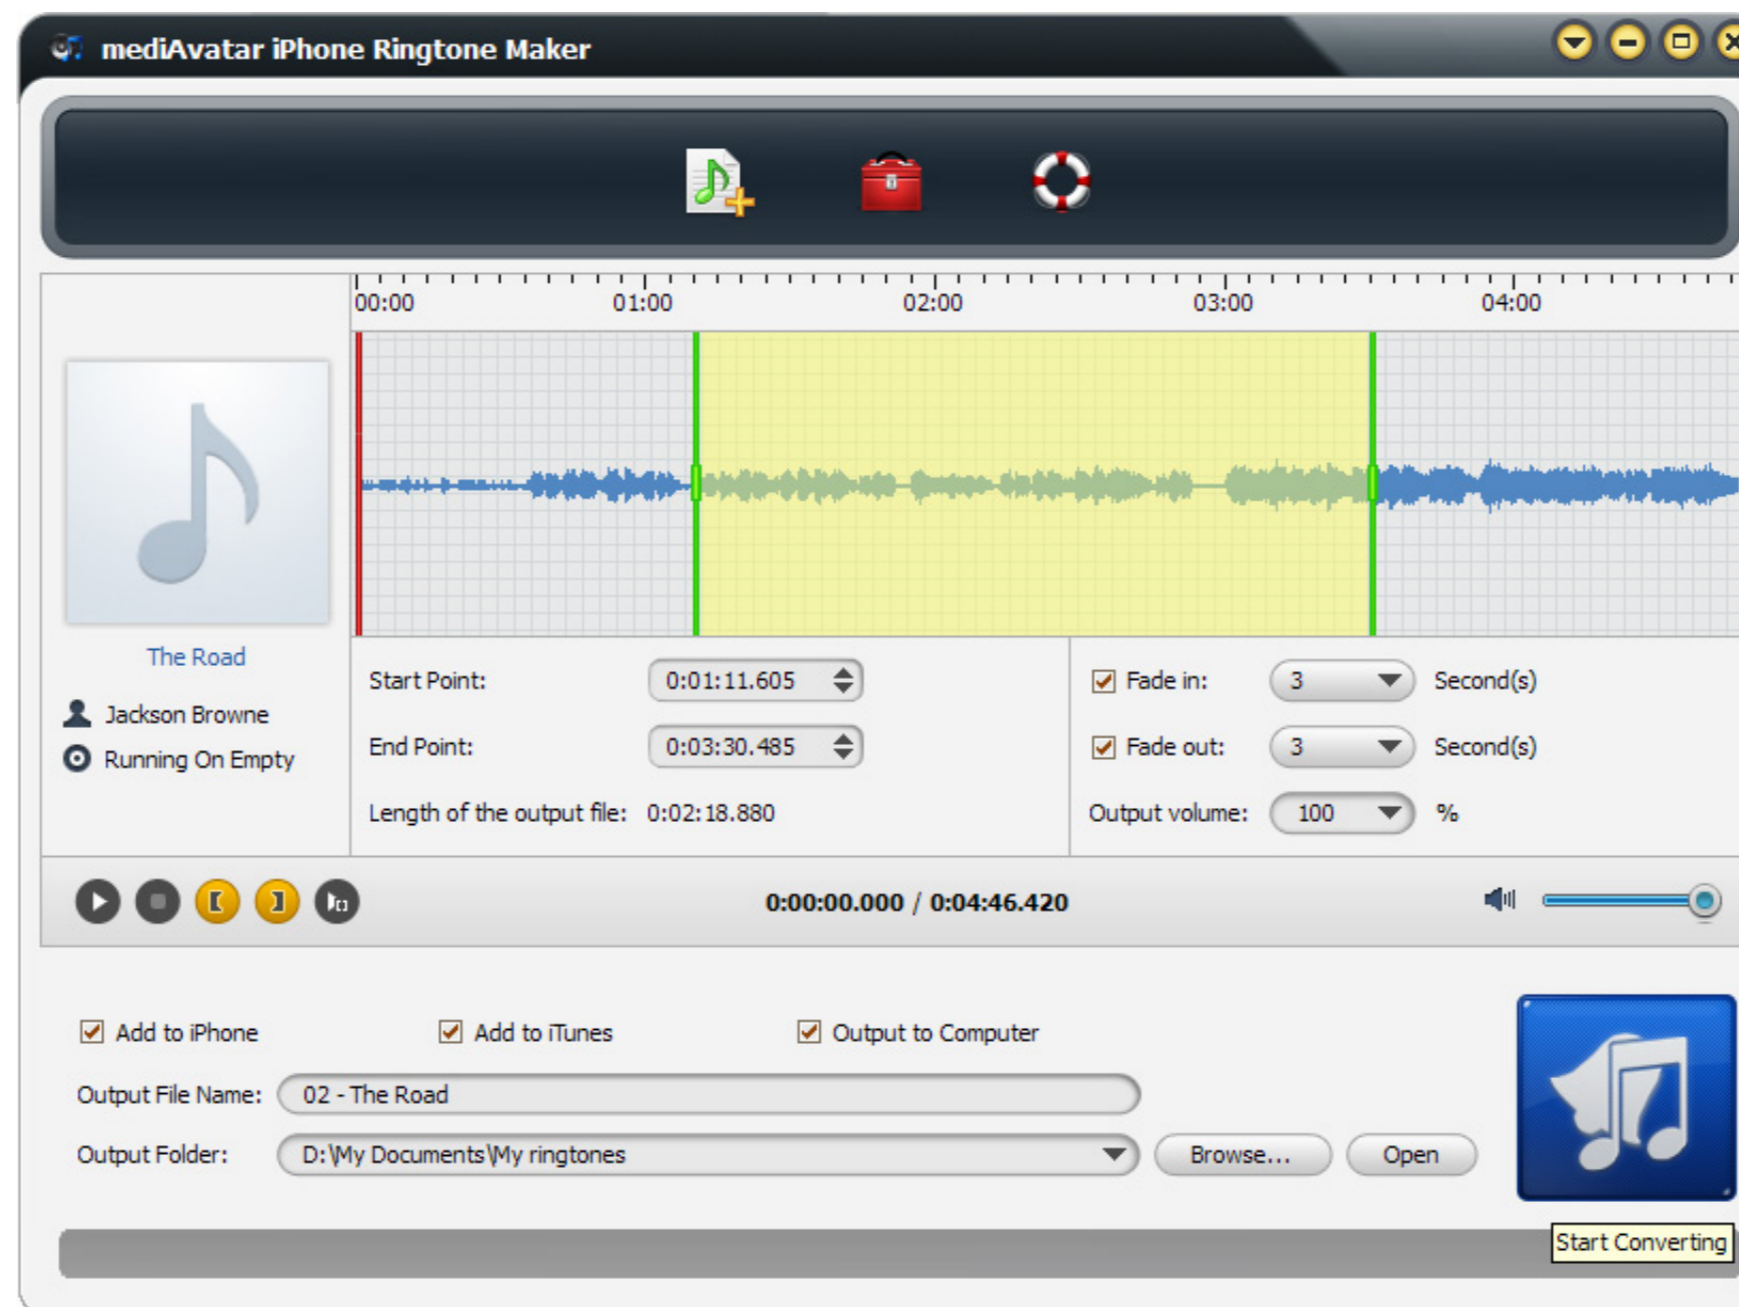 mediAvatar iPhone Ringtone Maker
00:00 01:00 02:00 03:00 04:00
The Road
Jackson Browne
Running On Empty
Start Point: 0:01:11.605
End Point: 0:03:30.485
Length of the output file: 0:02:18.880
Fade in: 3 Second(s)
Fade out: 3 Second(s)
Output volume: 100 %
0:00:00.000 / 0:04:46.420
Add to iPhone Add to iTunes Output to Computer
Output File Name: 02 - The Road
Output Folder: D:\My Documents\My ringtones Browse... Open
Start Converting